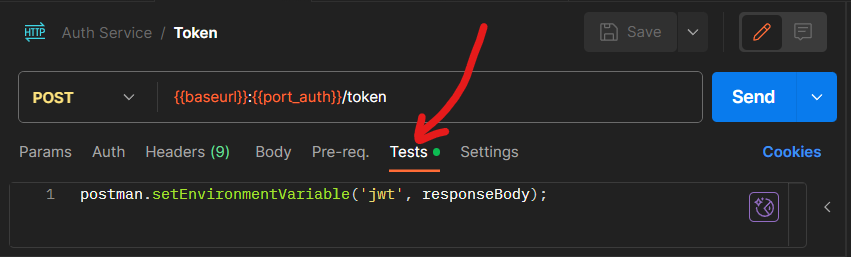 HTTP Auth Service / Token Save
POST {{baseurl}}:{{port_auth}}/token Send
Params Auth Headers (9) Body Pre-req. Tests Settings Cookies
1 postman.setEnvironmentVariable('jwt', responseBody);